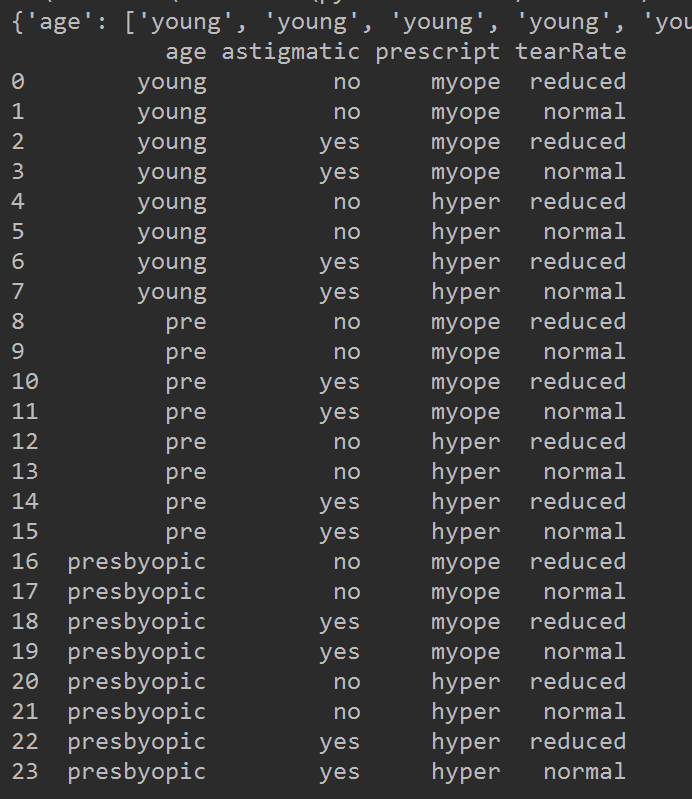 {'age': ['young', 'young', 'young', 'young',
age astigmatic prescript tearRate
0 young no myope reduced
1 young no myope normal
2 young yes myope reduced
3 young yes myope normal
4 young no hyper reduced
5 young no hyper normal
6 young yes hyper reduced
7 young yes hyper normal
8 pre no myope reduced
9 pre no myope normal
10 pre yes myope reduced
11 pre yes myope normal
12 pre no hyper reduced
13 pre no hyper normal
14 pre yes hyper reduced
15 pre yes hyper normal
16 presbyopic no myope reduced
17 presbyopic no myope normal
18 presbyopic yes myope reduced
19 presbyopic yes myope normal
20 presbyopic no hyper reduced
21 presbyopic no hyper normal
22 presbyopic yes hyper reduced
23 presbyopic yes hyper normal